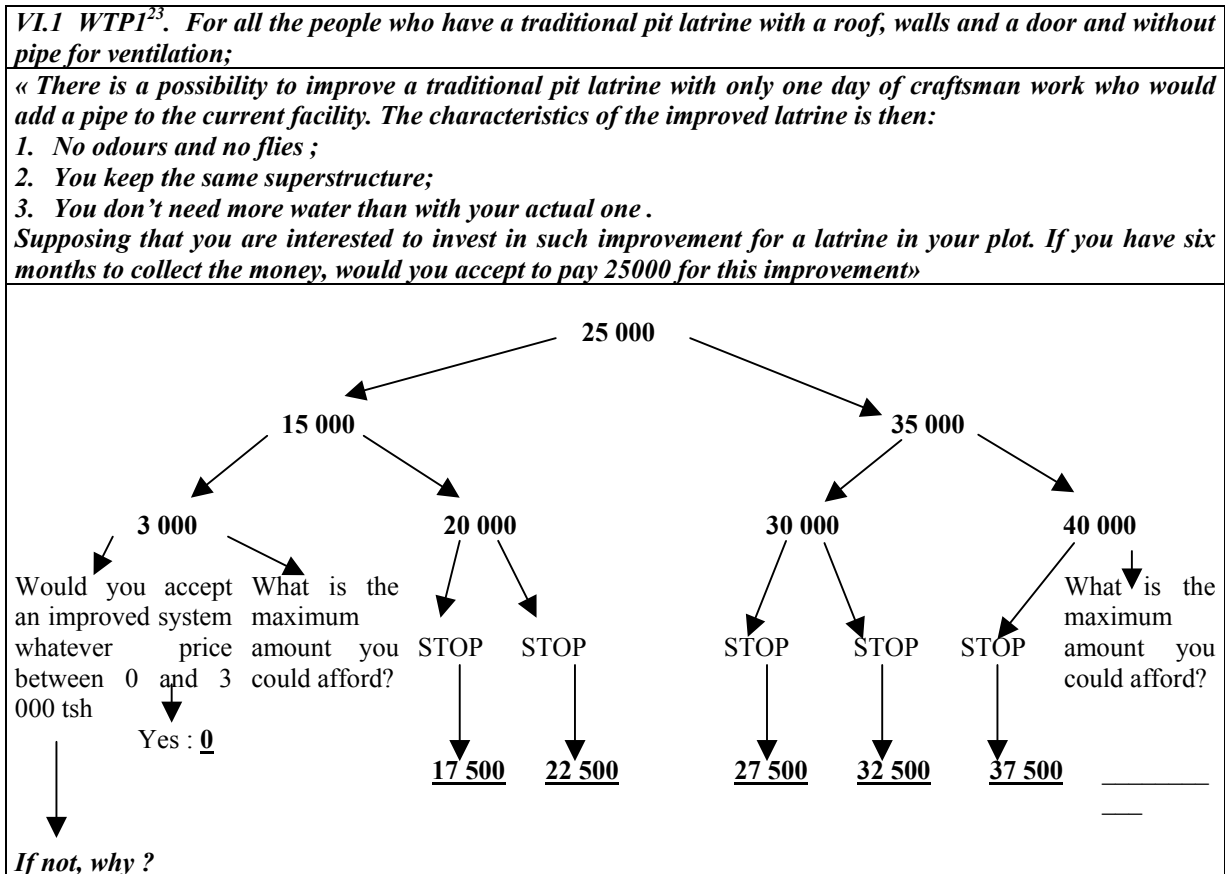 VI.1 WTP1²³. For all the people who have a traditional pit latrine with a roof, walls and a door and without
pipe for ventilation;
« There is a possibility to improve a traditional pit latrine with only one day of craftsman work who would
add a pipe to the current facility. The characteristics of the improved latrine is then:
1. No odours and no flies ;
2. You keep the same superstructure;
3. You don't need more water than with your actual one .
Supposing that you are interested to invest in such improvement for a latrine in your plot. If you have six
months to collect the money, would you accept to pay 25000 for this improvement»
25 000
15 000
35 000
3 000
20 000
30 000
40 000
Would you accept
an improved system
whatever price
between 0 and 3
000 tsh
What is the
maximum
amount you
could afford?
STOP
STOP
STOP
STOP
STOP
What is the
maximum
amount you
could afford?
Yes : 0
17 500
22 500
27 500
32 500
37 500
If not, why ?